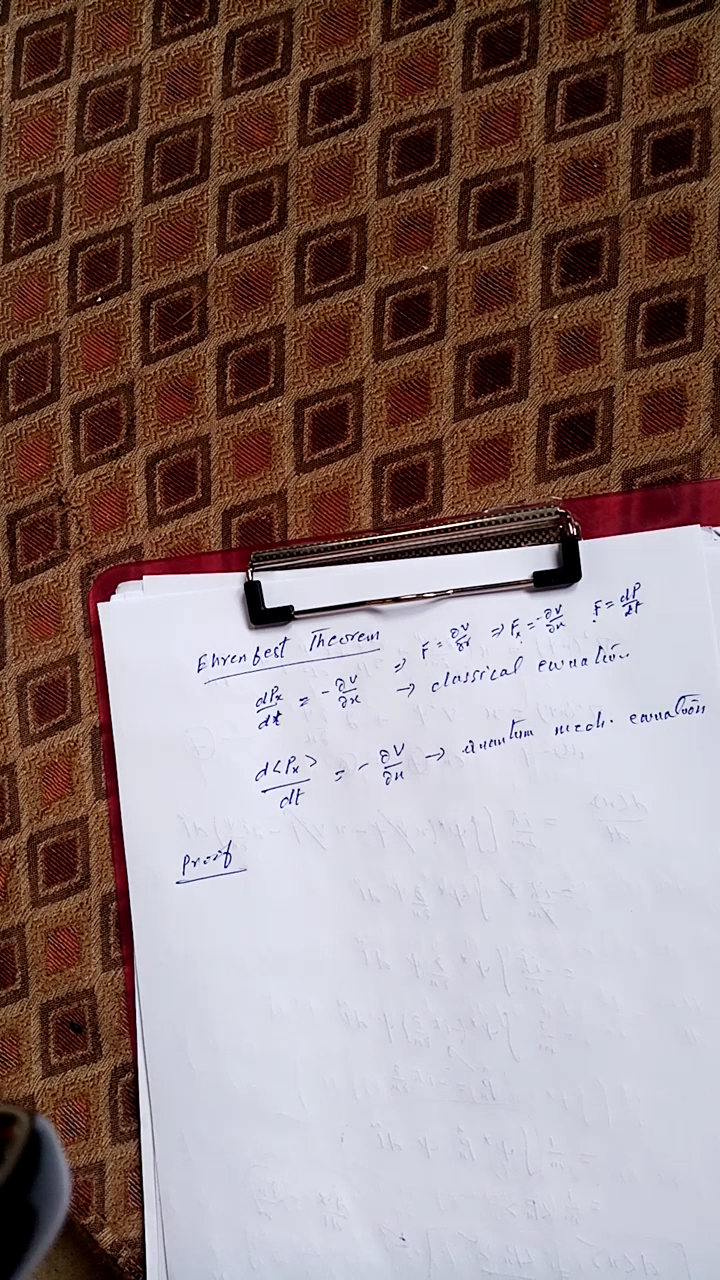 Ehrenfest Theorem ⇒ F = ∂V/∂r ⇒ Fₓ = -∂V/∂x F = dP/dt
dPₓ/dt = -∂V/∂x → classical equation
d<Pₓ>/dt = -∂V/∂x → quantum mech. equation
Proof